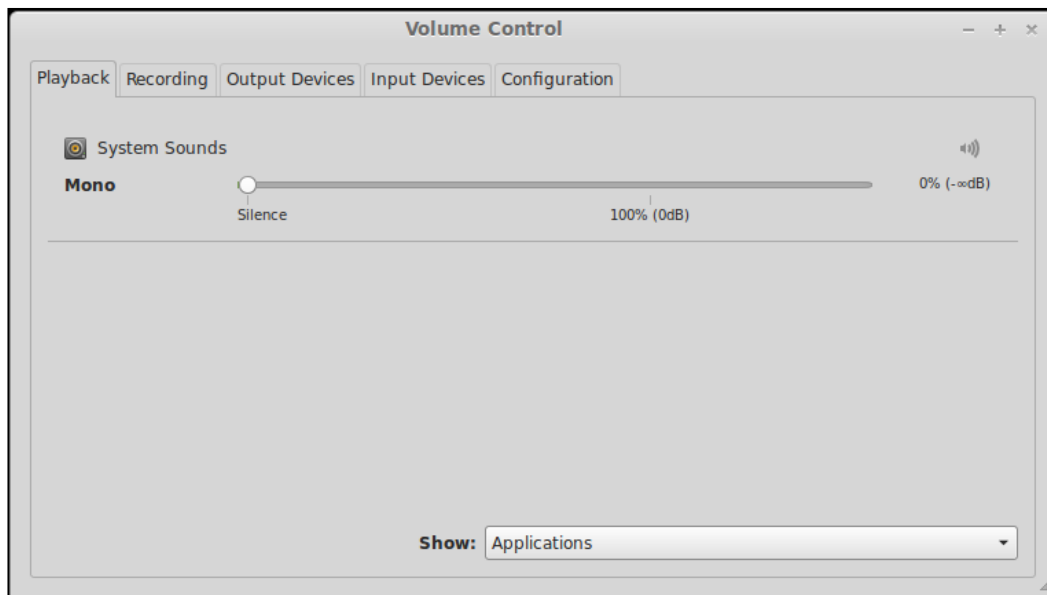 Volume Control
Playback Recording Output Devices Input Devices Configuration
System Sounds
Mono 0% (-∞dB)
Silence 100% (0dB)
Show: Applications